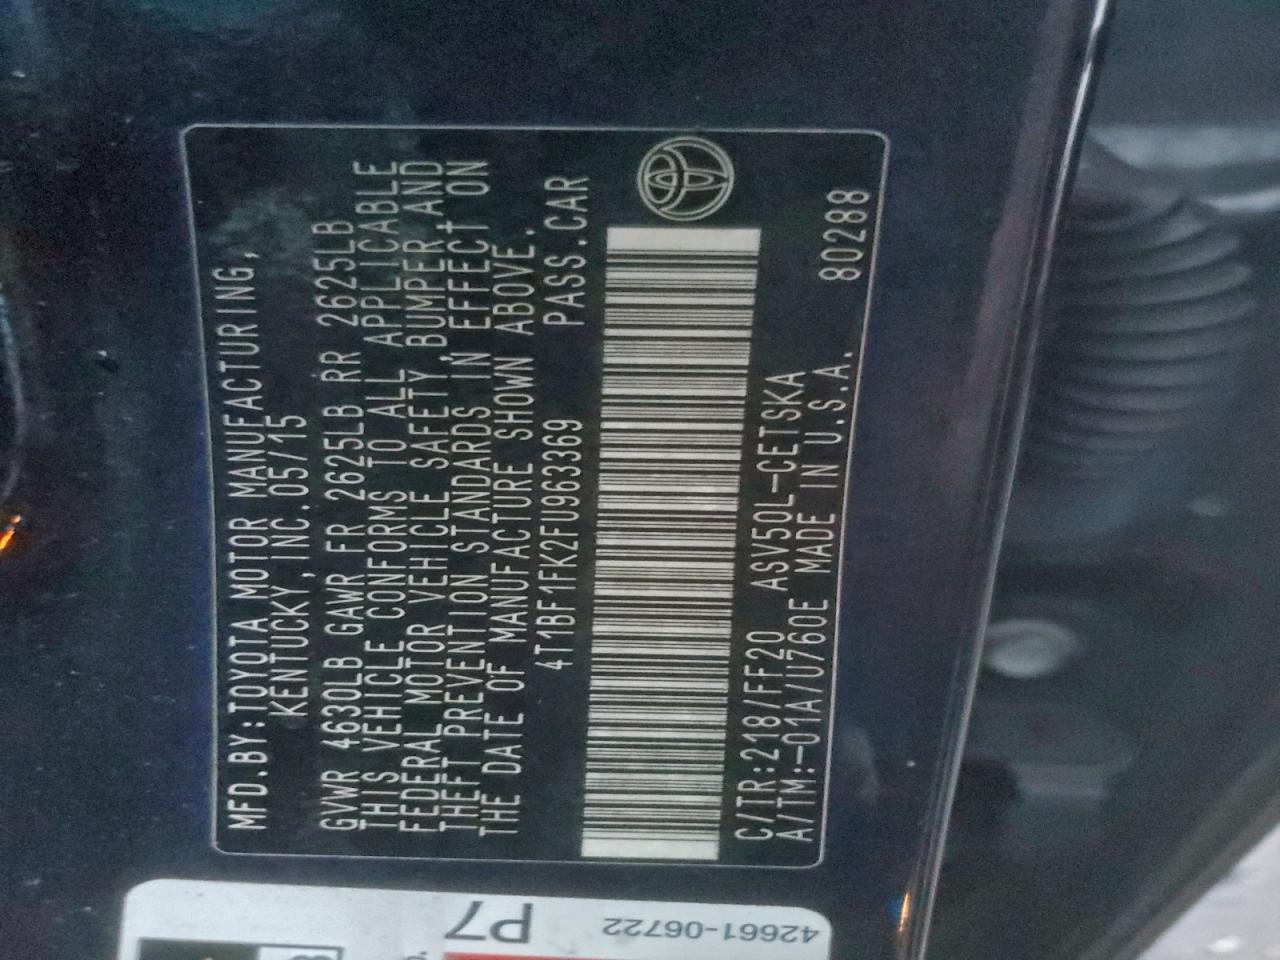 MFD.BY:TOYOTA MOTOR MANUFACTURING,
KENTUCKY,INC.05/15
GVWR 4630LB GAWR FR 2625LB RR 2625LB
THIS VEHICLE CONFORMS TO ALL APPLICABLE
FEDERAL MOTOR VEHICLE SAFETY,BUMPER,AND
THEFT PREVENTION STANDARDS IN EFFECT ON
THE DATE OF MANUFACTURE SHOWN ABOVE.
4T1BF1FK2FU963369 PASS.CAR
C/TR:218/FF20 ASV50L-CETSKA
A/TM:-01A/U760E MADE IN U.S.A. 80288
P7
42661-06722